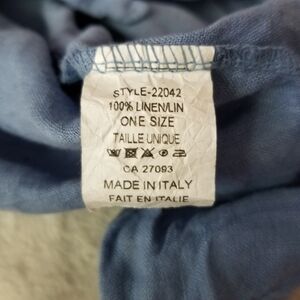 STYLE-22042
100% LINEN/LIN
ONE SIZE
TAILLE UNIQUE
CA 27093
MADE IN ITALY
FAIT EN ITALIE